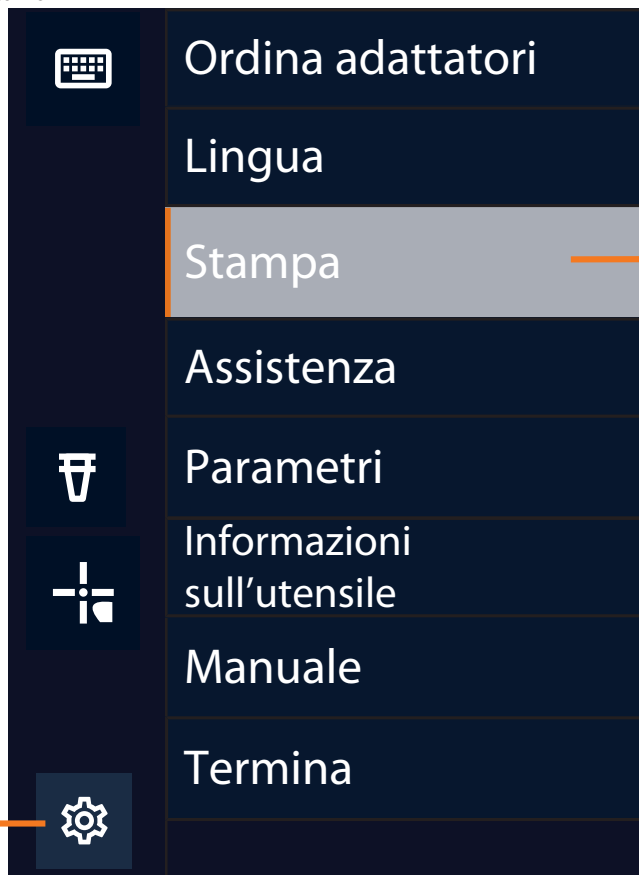 Ordina adattatori
Lingua
Stampa
Assistenza
Parametri
Informazioni
sull’utensile
Manuale
Termina